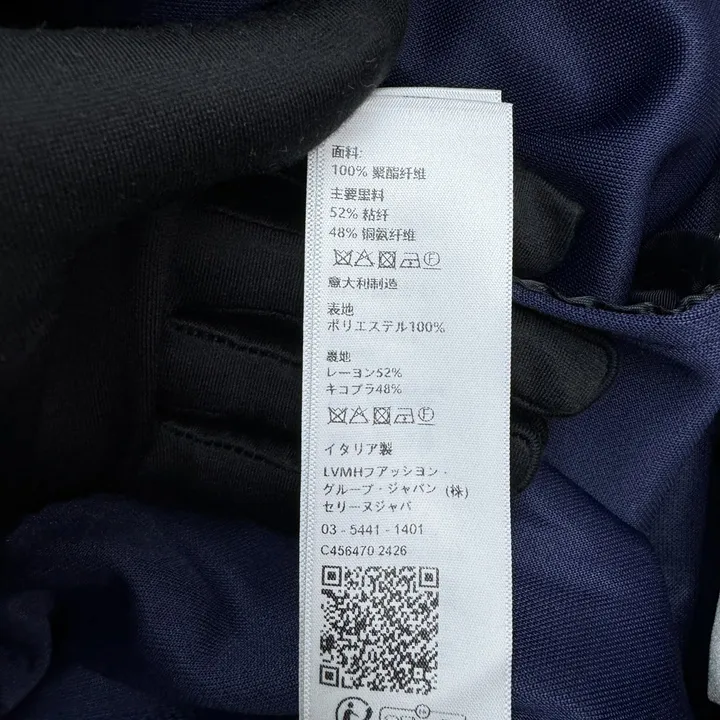 面料:
100% 聚酯纤维
主要里料
52% 粘纤
48% 铜氨纤维
意大利制造
表地
ポリエステル100%
裏地
レーヨン52%
キコブラ48%
イタリア製
LVMHフアッション・
グループ・ジャパン (株)
セリーヌジャパ
03 - 5441 - 1401
C456470 2426